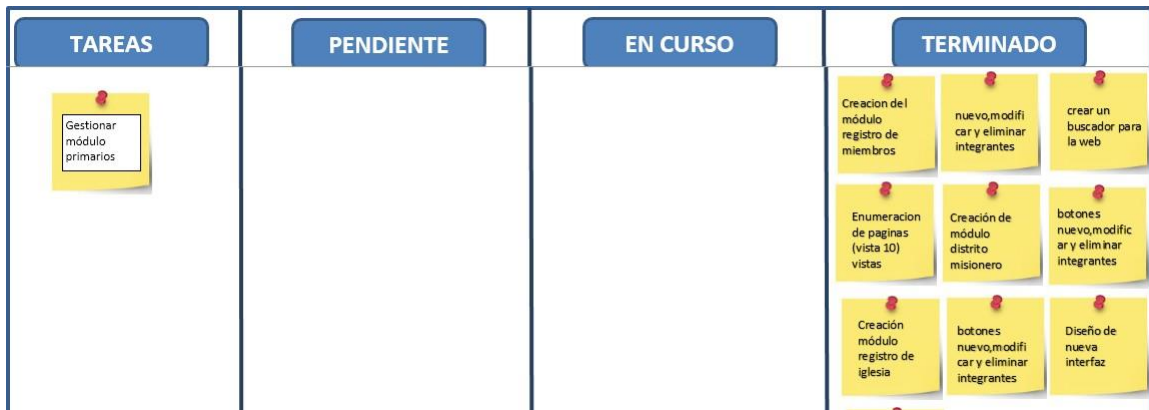 TAREAS
PENDIENTE
EN CURSO
TERMINADO
Gestionar
módulo
primarios
Creacion del
módulo
registro de
miembros
nuevo,modifi
car y eliminar
integrantes
crear un
buscador para
la web
Enumeracion
de paginas
(vista 10)
vistas
Creación de
módulo
distrito
misionero
botones
nuevo,modific
ar y eliminar
integrantes
Creación
módulo
registro de
iglesia
botones
nuevo,modifi
car y eliminar
integrantes
Diseño de
nueva
interfaz